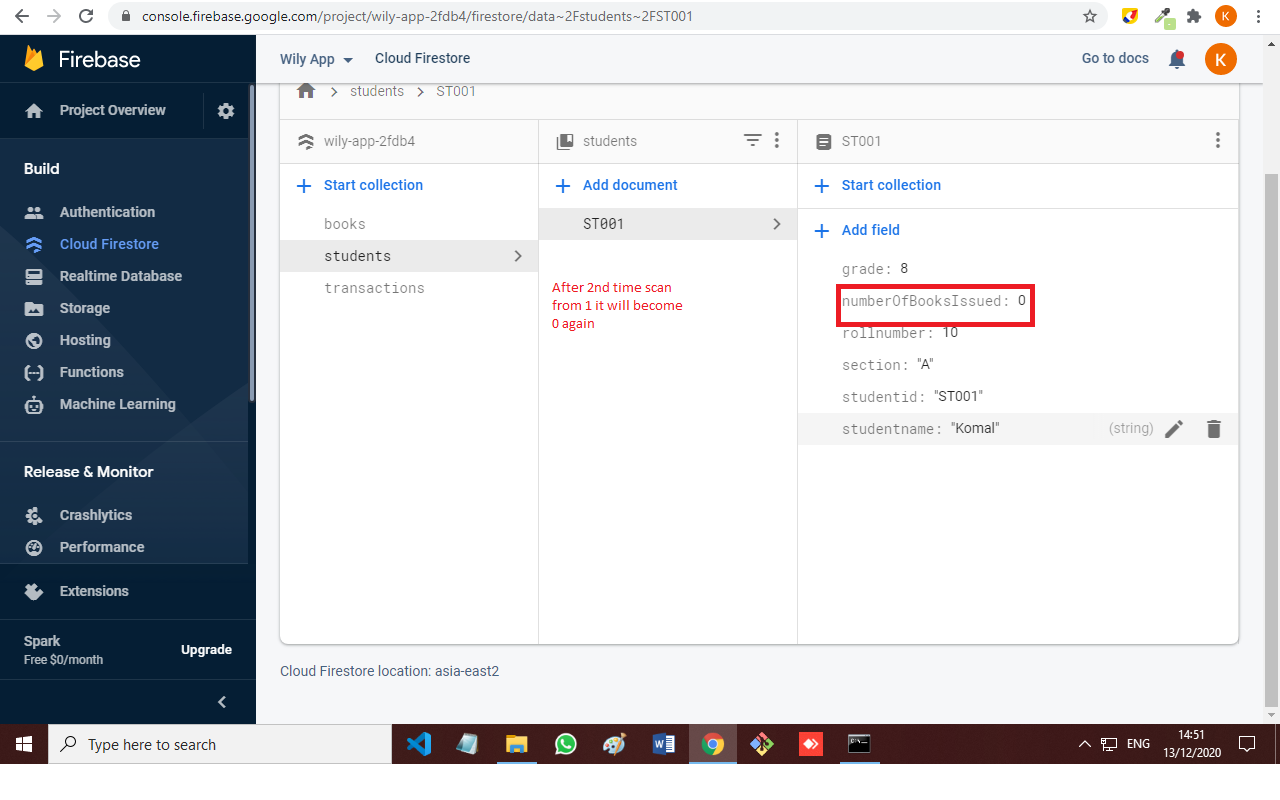 console.firebase.google.com/project/wily-app-2fdb4/firestore/data~2Fstudents~2FST001
K
Firebase
Wily App
Cloud Firestore
Go to docs
K
Project Overview
students
ST001
wily-app-2fdb4
students
ST001
Build
Start collection
Add document
Start collection
Authentication
books
ST001
Add field
Cloud Firestore
students
grade: 8
Realtime Database
transactions
After 2nd time scan
from 1 it will become
0 again
numberOfBooksIssued: 0
Storage
rollnumber: 10
Hosting
section: "A"
Functions
studentid: "ST001"
Machine Learning
studentname: "Komal"
(string)
Release & Monitor
Crashlytics
Performance
Extensions
Spark
Free $0/month
Upgrade
Cloud Firestore location: asia-east2
Type here to search
ENG
14:51
13/12/2020